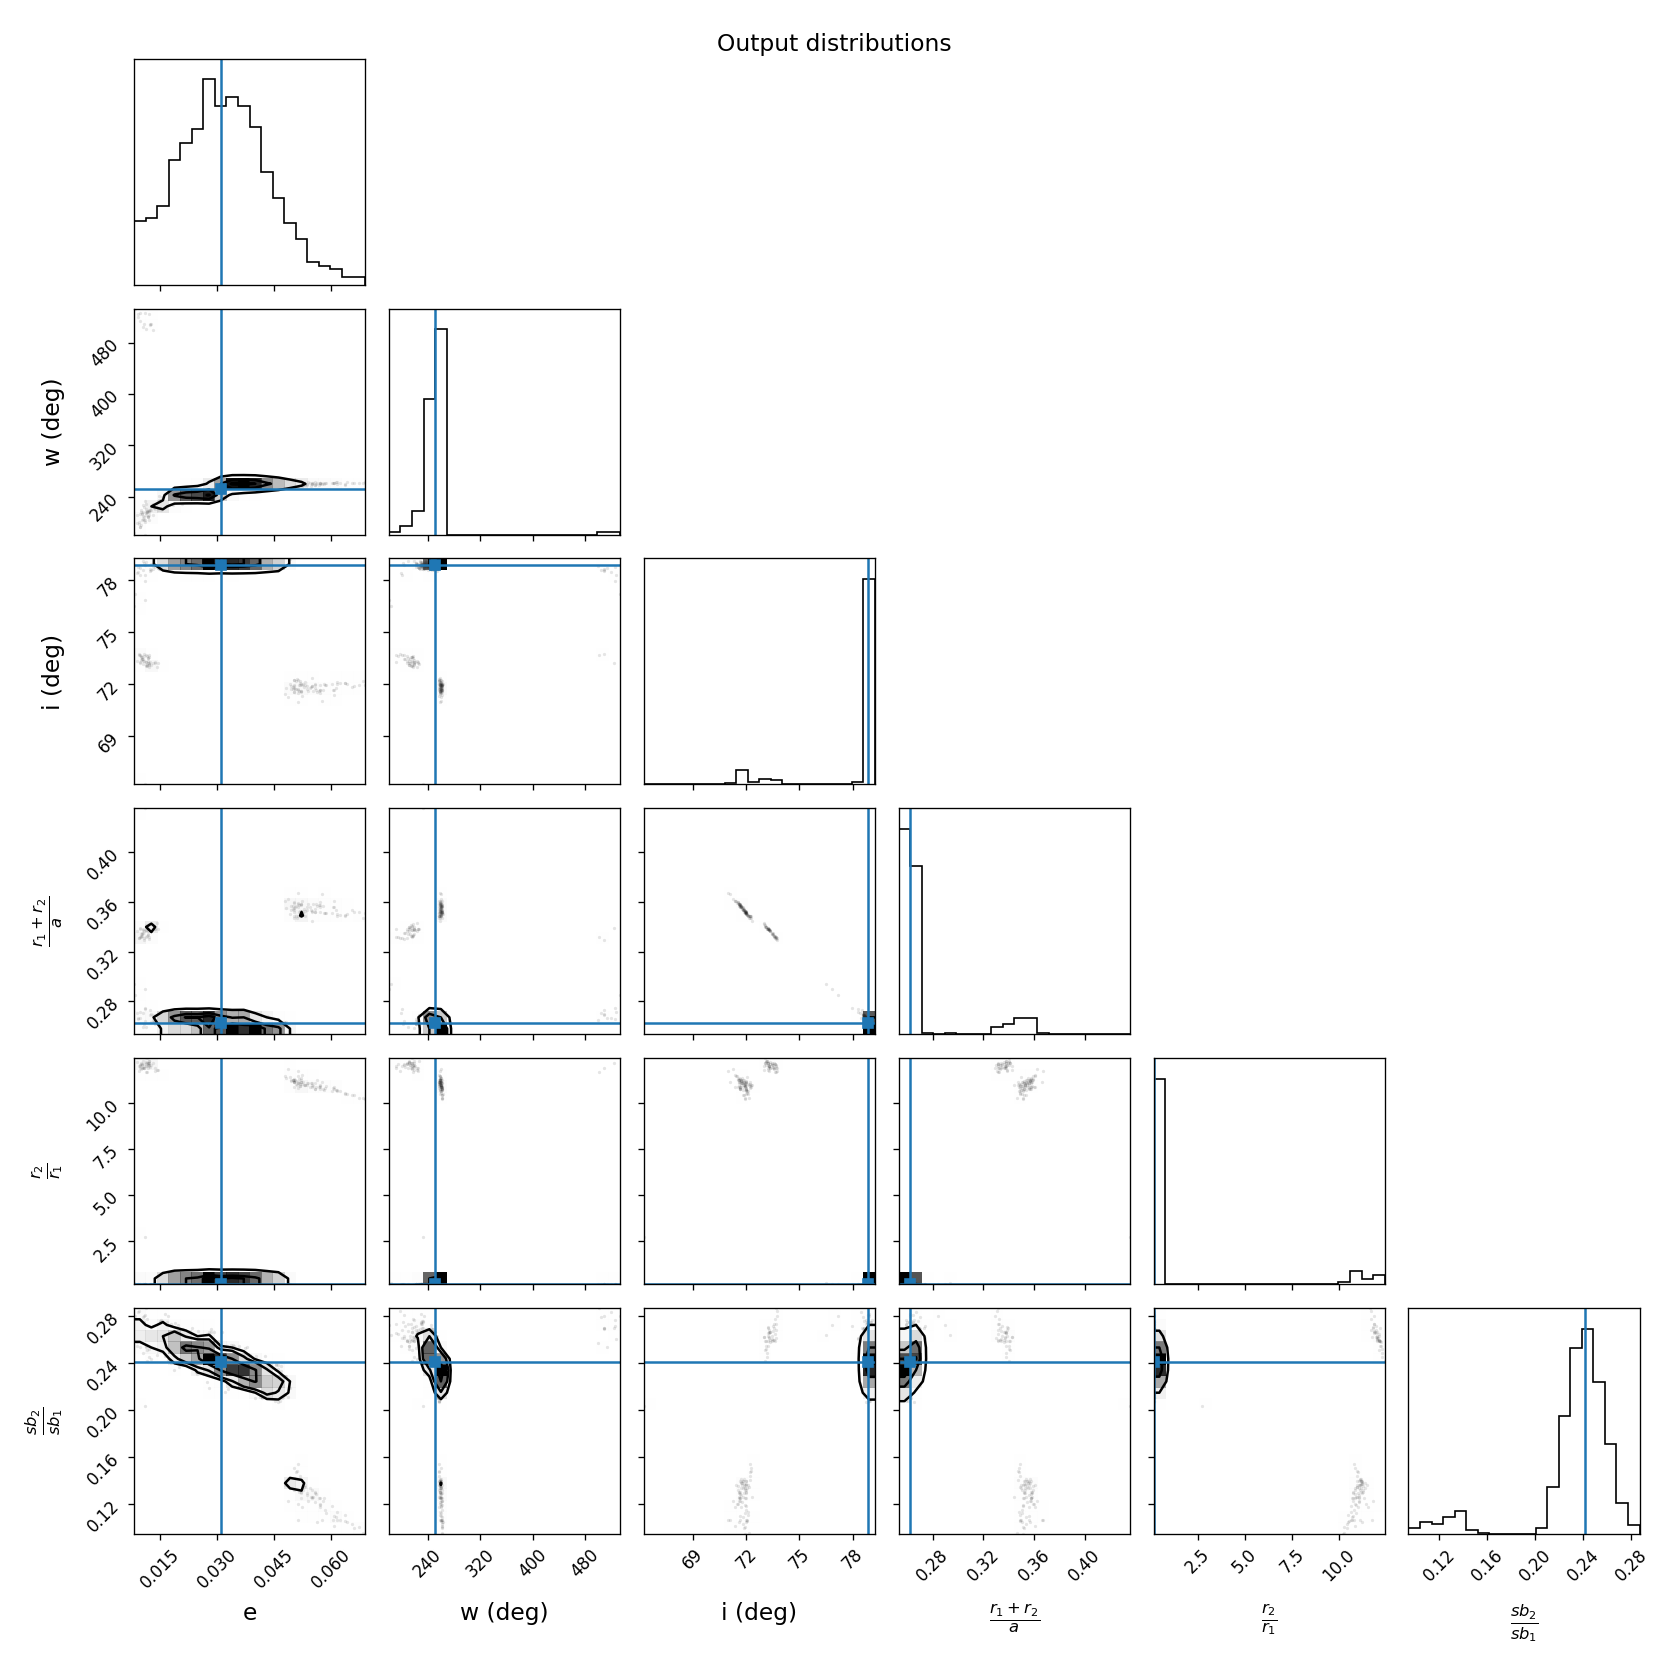 Output distributions
w (deg)
480
400
320
240
i (deg)
78
75
72
69
r₁ + r₂
a
0.40
0.36
0.32
0.28
r₂
r₁
10.0
7.5
5.0
2.5
sb₂
sb₁
0.28
0.24
0.20
0.16
0.12
0.015 0.030 0.045 0.060 240 320 400 480 69 72 75 78 0.28 0.32 0.36 0.40 2.5 5.0 7.5 10.0 0.12 0.16 0.20 0.24 0.28
e w (deg) i (deg)
r₁ + r₂
a
r₂
r₁
sb₂
sb₁